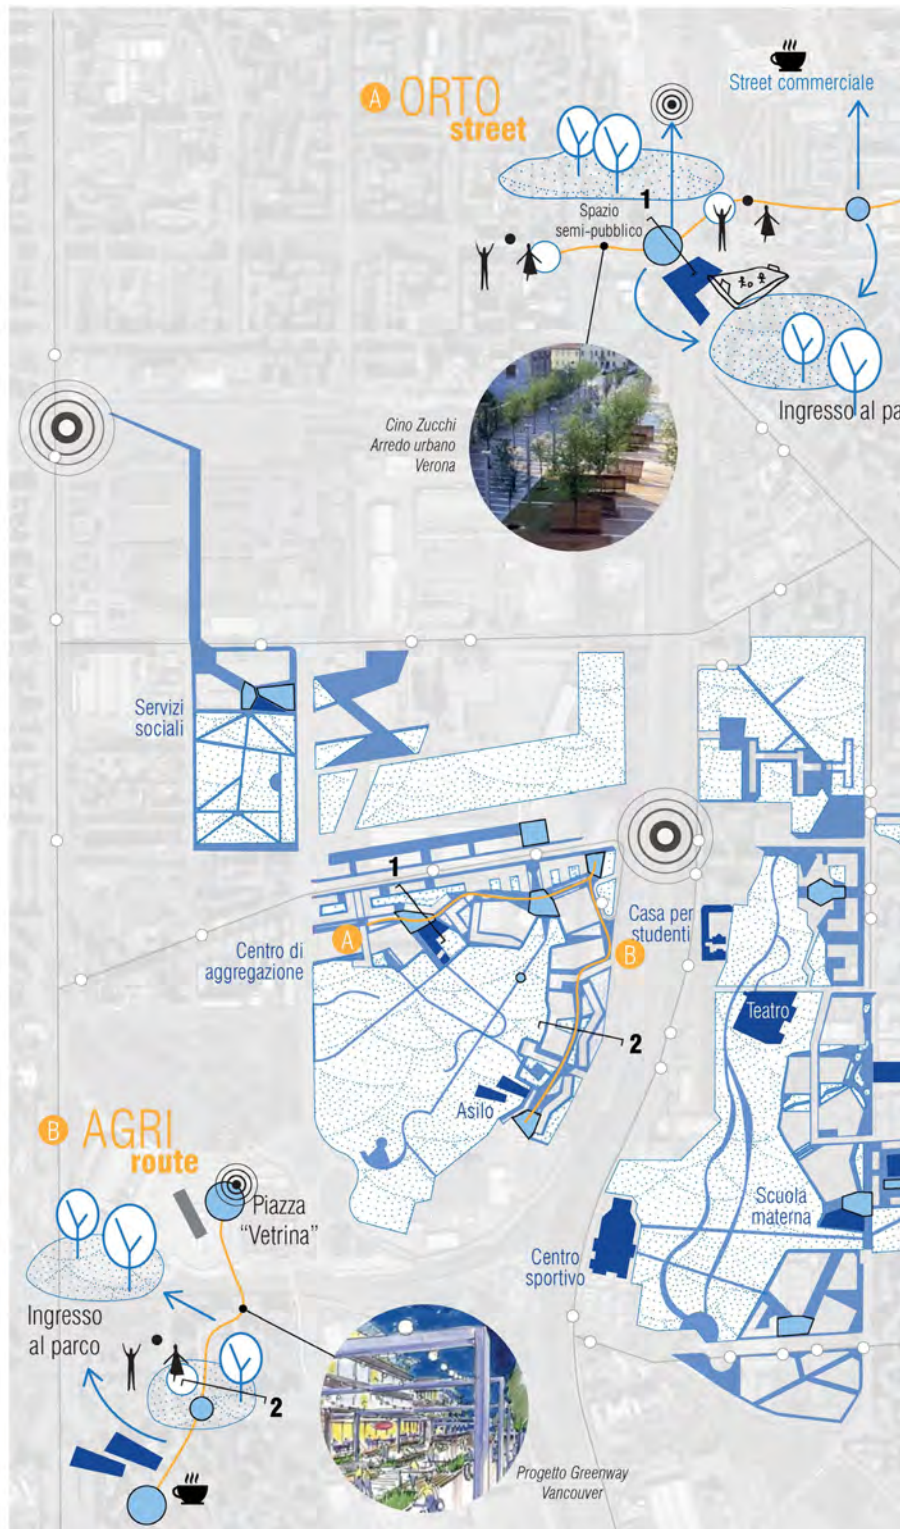 A ORTO
street
Street commerciale
1
Spazio
semi-pubblico
Ingresso al pa
Cino Zucchi
Arredo urbano
Verona
Servizi
sociali
1
A
Centro di
aggregazione
Casa per
studenti
B
Teatro
2
Asilo
B AGRI
route
Piazza
“Vetrina”
Scuola
materna
Centro
sportivo
Ingresso
al parco
2
Progetto Greenway
Vancouver